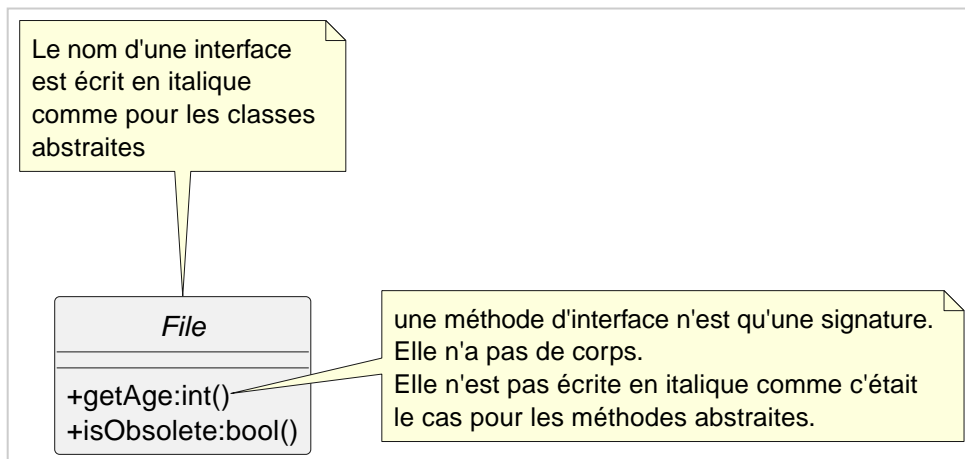 Le nom d'une interface
est écrit en italique
comme pour les classes
abstraites
File
+getAge:int()
+isObsolete:bool()
une méthode d'interface n'est qu'une signature.
Elle n'a pas de corps.
Elle n'est pas écrite en italique comme c'était
le cas pour les méthodes abstraites.